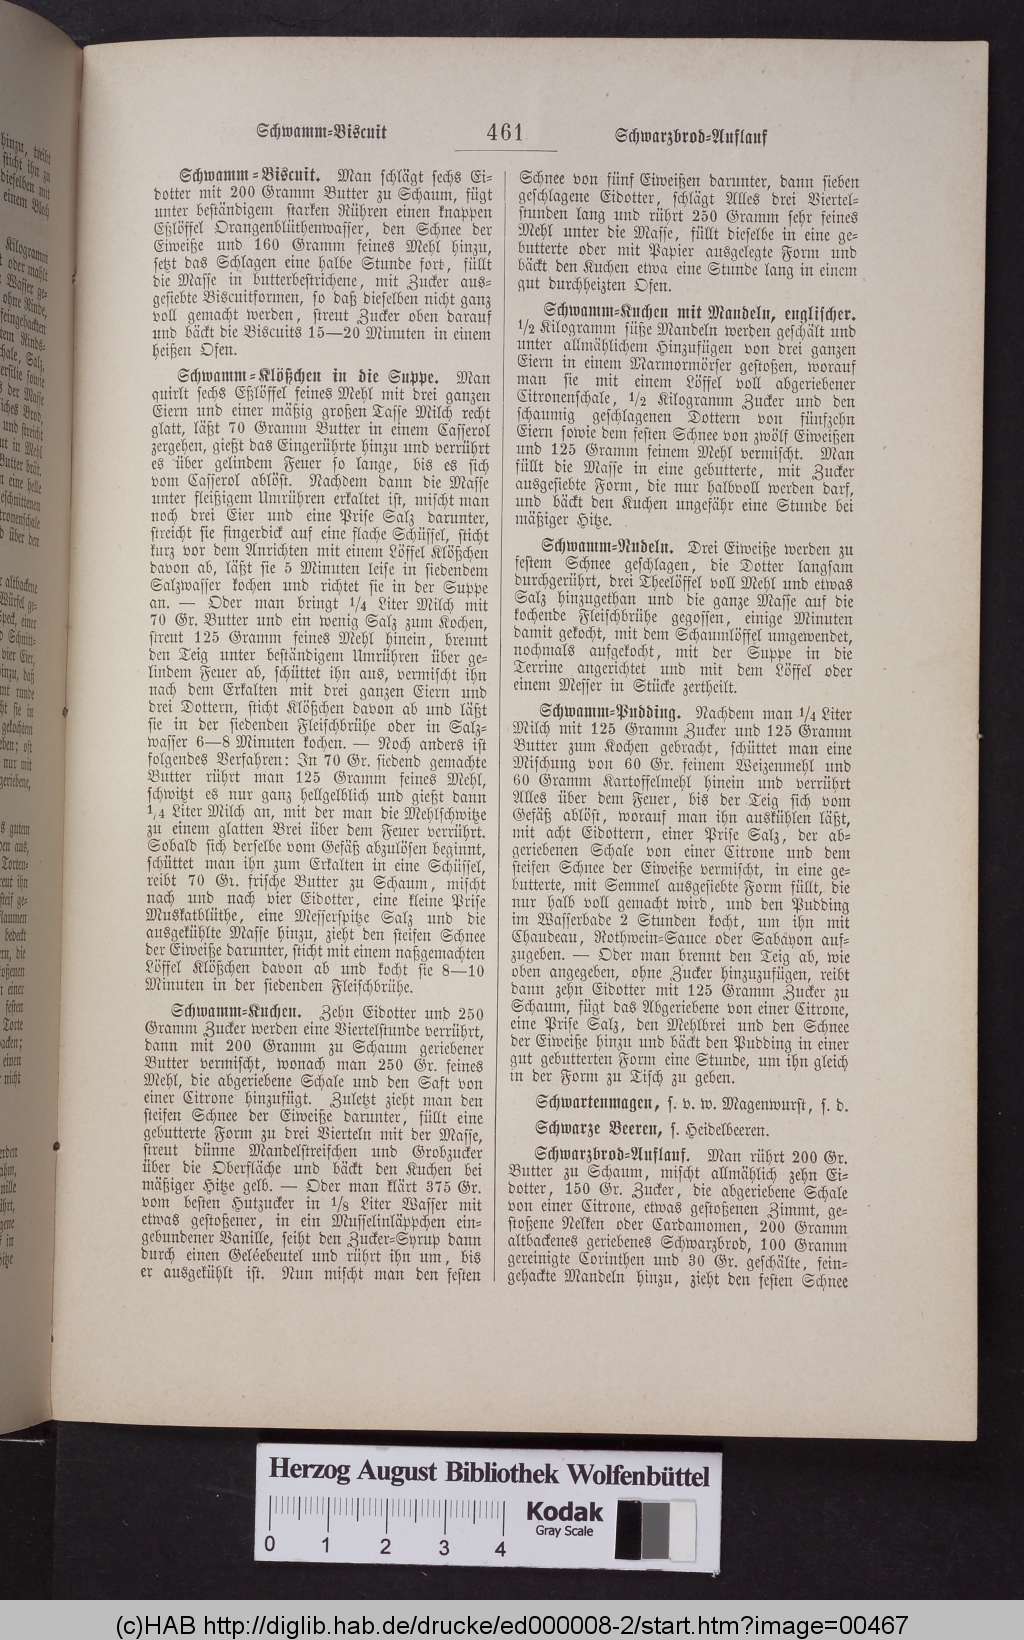 Schwamm-Biscuit 461 Schwarzbrod-Auflauf
Schwamm-Biscuit. Man schlägt sechs Ei-
dotter mit 200 Gramm Butter zu Schaum, fügt
unter beständigem starken Rühren einen knappen
Eßlöffel Orangenblüthenwasser, den Schnee der
Eiweiße und 160 Gramm feines Mehl hinzu,
setzt das Schlagen eine halbe Stunde fort, füllt
die Masse in butterbestrichene, mit Zucker aus-
gesiebte Biscuitformen, so daß dieselben nicht ganz
voll gemacht werden, streut Zucker oben darauf
und bäckt die Biscuits 15—20 Minuten in einem
heißen Ofen.
Schwamm-Klößchen in die Suppe. Man
quirlt sechs Eßlöffel feines Mehl mit drei ganzen
Eiern und einer mäßig großen Tasse Milch recht
glatt, läßt 70 Gramm Butter in einem Casserol
zergehen, gießt das Eingerührte hinzu und verrührt
es über gelindem Feuer so lange, bis es sich
vom Casserol ablöst. Nachdem dann die Masse
unter fleißigem Umrühren erkaltet ist, mischt man
noch drei Eier und eine Prise Salz darunter,
streicht sie fingerdick auf eine flache Schüssel, sticht
kurz vor dem Anrichten mit einem Löffel Klößchen
davon ab, läßt sie 5 Minuten leise in siedendem
Salzwasser kochen und richtet sie in der Suppe
an. — Oder man bringt 1/4 Liter Milch mit
70 Gr. Butter und ein wenig Salz zum Kochen,
streut 125 Gramm feines Mehl hinein, brennt
den Teig unter beständigem Umrühren über ge-
lindem Feuer ab, schüttet ihn aus, vermischt ihn
nach dem Erkalten mit drei ganzen Eiern und
drei Dottern, sticht Klößchen davon ab und läßt
sie in der siedenden Fleischbrühe oder in Salz-
wasser 6—8 Minuten kochen. — Noch anders ist
folgendes Verfahren: In 70 Gr. siedend gemachte
Butter rührt man 125 Gramm feines Mehl,
schwitzt es nur ganz hellgelblich und gießt dann
1/4 Liter Milch an, mit der man die Mehlschwitze
zu einem glatten Brei über dem Feuer verrührt.
Sobald sich derselbe vom Gefäß abzulösen beginnt,
schüttet man ihn zum Erkalten in eine Schüssel,
reibt 70 Gr. frische Butter zu Schaum, mischt
nach und nach vier Eidotter, eine kleine Prise
Muskatblüthe, eine Messerspitze Salz und die
ausgekühlte Masse hinzu, zieht den steifen Schnee
der Eiweiße darunter, sticht mit einem naßgemachten
Löffel Klößchen davon ab und kocht sie 8—10
Minuten in der siedenden Fleischbrühe.
Schwamm-Kuchen. Zehn Eidotter und 250
Gramm Zucker werden eine Viertelstunde verrührt,
dann mit 200 Gramm zu Schaum geriebener
Butter vermischt, wonach man 250 Gr. feines
Mehl, die abgeriebene Schale und den Saft von
einer Citrone hinzufügt. Zuletzt zieht man den
steifen Schnee der Eiweiße darunter, füllt eine
gebutterte Form zu drei Vierteln mit der Masse,
streut dünne Mandelstreifchen und Grobzucker
über die Oberfläche und bäckt den Kuchen bei
mäßiger Hitze gelb. — Oder man klärt 375 Gr.
vom besten Hutzucker in 1/8 Liter Wasser mit
etwas gestoßener, in ein Musselinläppchen ein-
gebundener Vanille, seiht den Zucker-Syrup dann
durch einen Geléebeutel und rührt ihn um, bis
er ausgekühlt ist. Nun mischt man den festen
Schnee von fünf Eiweißen darunter, dann sieben
geschlagene Eidotter, schlägt Alles drei Viertel-
stunden lang und rührt 250 Gramm sehr feines
Mehl unter die Masse, füllt dieselbe in eine ge-
butterte oder mit Papier ausgelegte Form und
bäckt den Kuchen etwa eine Stunde lang in einem
gut durchheizten Ofen.
Schwamm-Kuchen mit Mandeln, englischer.
1/2 Kilogramm süße Mandeln werden geschält und
unter allmählichem Hinzufügen von drei ganzen
Eiern in einem Marmormörser gestoßen, worauf
man sie mit einem Löffel voll abgeriebener
Citronenschale, 1/2 Kilogramm Zucker und den
schaumig geschlagenen Dottern von fünfzehn
Eiern sowie dem festen Schnee von zwölf Eiweißen
und 125 Gramm feinem Mehl vermischt. Man
füllt die Masse in eine gebutterte, mit Zucker
ausgesiebte Form, die nur halbvoll werden darf,
und bäckt den Kuchen ungefähr eine Stunde bei
mäßiger Hitze.
Schwamm-Nudeln. Drei Eiweiße werden zu
festem Schnee geschlagen, die Dotter langsam
durchgerührt, drei Theelöffel voll Mehl und etwas
Salz hinzugethan und die ganze Masse auf die
kochende Fleischbrühe gegossen, einige Minuten
damit gekocht, mit dem Schaumlöffel umgewendet,
nochmals aufgekocht, mit der Suppe in die
Terrine angerichtet und mit dem Löffel oder
einem Messer in Stücke zertheilt.
Schwamm-Pudding. Nachdem man 1/4 Liter
Milch mit 125 Gramm Zucker und 125 Gramm
Butter zum Kochen gebracht, schüttet man eine
Mischung von 60 Gr. feinem Weizenmehl und
60 Gramm Kartoffelmehl hinein und verrührt
Alles über dem Feuer, bis der Teig sich vom
Gefäß ablöst, worauf man ihn auskühlen läßt,
mit acht Eidottern, einer Prise Salz, der ab-
geriebenen Schale von einer Citrone und dem
steifen Schnee der Eiweiße vermischt, in eine ge-
butterte, mit Semmel ausgesiebte Form füllt, die
nur halb voll gemacht wird, und den Pudding
im Wasserbade 2 Stunden kocht, um ihn mit
Chaudeau, Rothwein-Sauce oder Sabayon auf-
zugeben. — Oder man brennt den Teig ab, wie
oben angegeben, ohne Zucker hinzuzufügen, reibt
dann zehn Eidotter mit 125 Gramm Zucker zu
Schaum, fügt das Abgeriebene von einer Citrone,
eine Prise Salz, den Mehlbrei und den Schnee
der Eiweiße hinzu und bäckt den Pudding in einer
gut gebutterten Form eine Stunde, um ihn gleich
in der Form zu Tisch zu geben.
Schwartenmagen, s. v. w. Magenwurst, s. d.
Schwarze Beeren, s. Heidelbeeren.
Schwarzbrod-Auflauf. Man rührt 200 Gr.
Butter zu Schaum, mischt allmählich zehn Ei-
dotter, 150 Gr. Zucker, die abgeriebene Schale
von einer Citrone, etwas gestoßenen Zimmt, ge-
stoßene Nelken oder Cardamomen, 200 Gramm
altbackenes geriebenes Schwarzbrod, 100 Gramm
gereinigte Corinthen und 30 Gr. geschälte, fein-
gehackte Mandeln hinzu, zieht den festen Schnee
Herzog August Bibliothek Wolfenbüttel
0 1 2 3 4
Kodak
Gray Scale
(c)HAB http://diglib.hab.de/drucke/ed000008-2/start.htm?image=00467